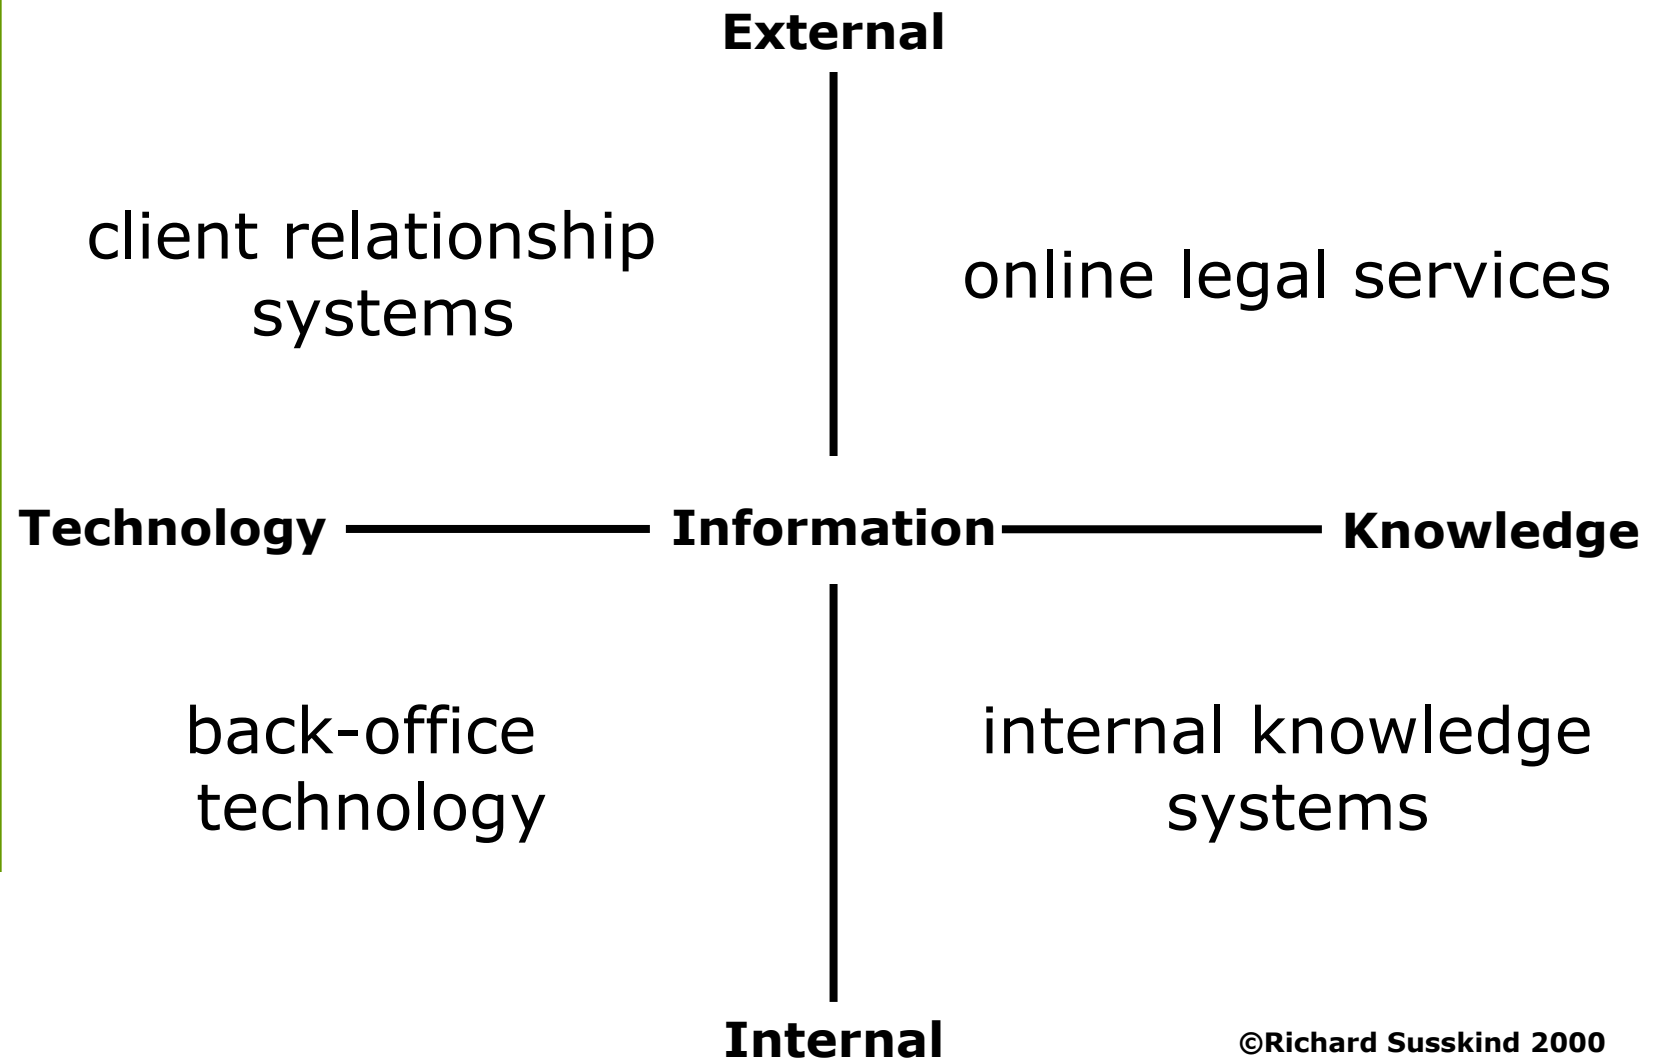 External
client relationship
systems
online legal services
Technology
Information
Knowledge
back-office
technology
internal knowledge
systems
Internal
©Richard Susskind 2000